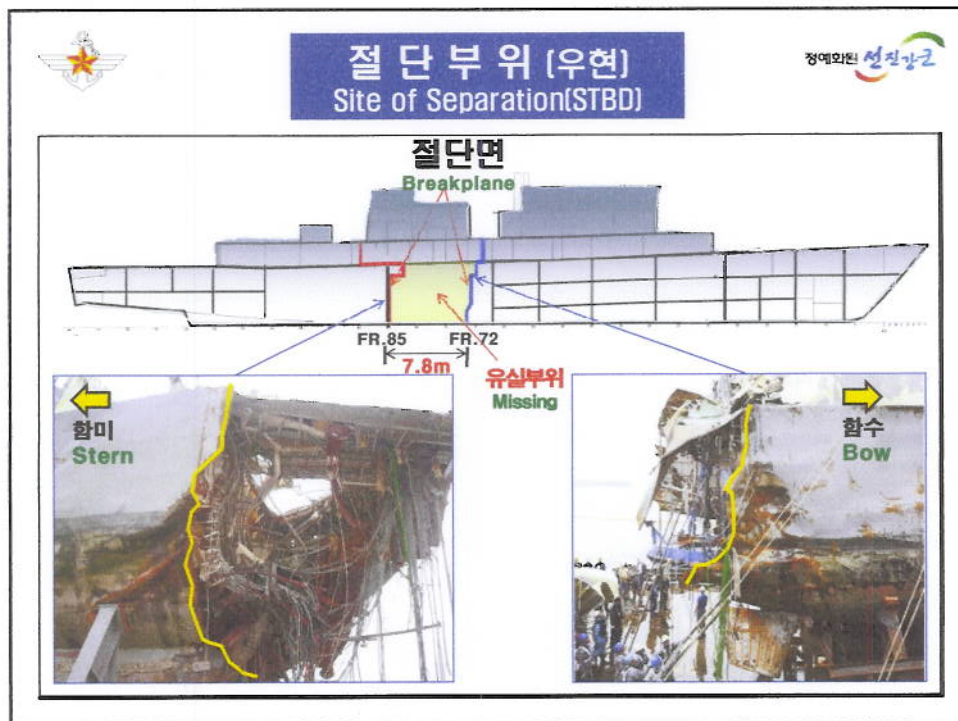 절단부위 (우현)
Site of Separation(STBD)
정예화된 선진강군
절단면
Breakplane
FR.85
FR.72
7.8m
유실부위
Missing
함미
Stern
함수
Bow